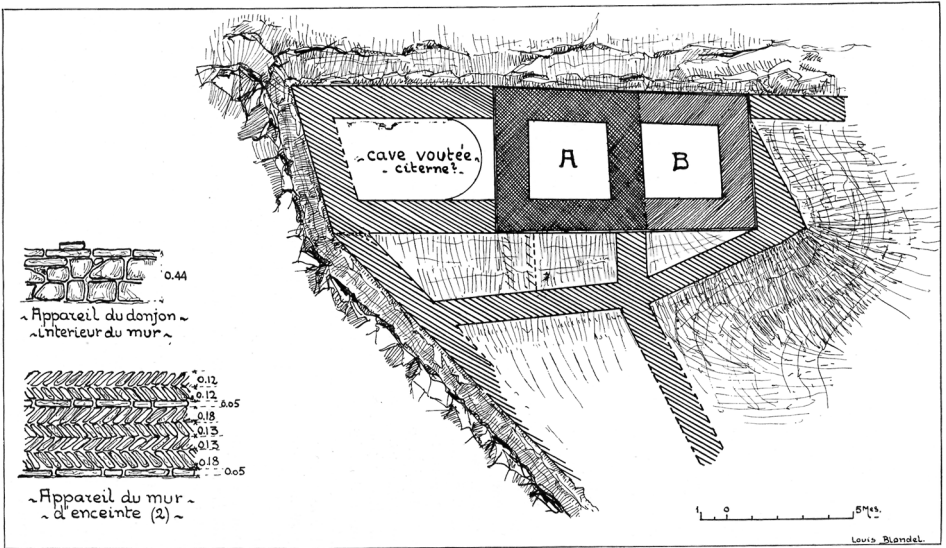 cave voutée
- citerne? -
A
B
0.44
~ Appareil du donjon ~
~ interieur du mur ~
0.12
0.12
0.05
0.18
0.13
0.13
0.18
0.05
~ Appareil du mur ~
~ d'enceinte (2) ~
1 0 5 Mes.
Louis Blondel.